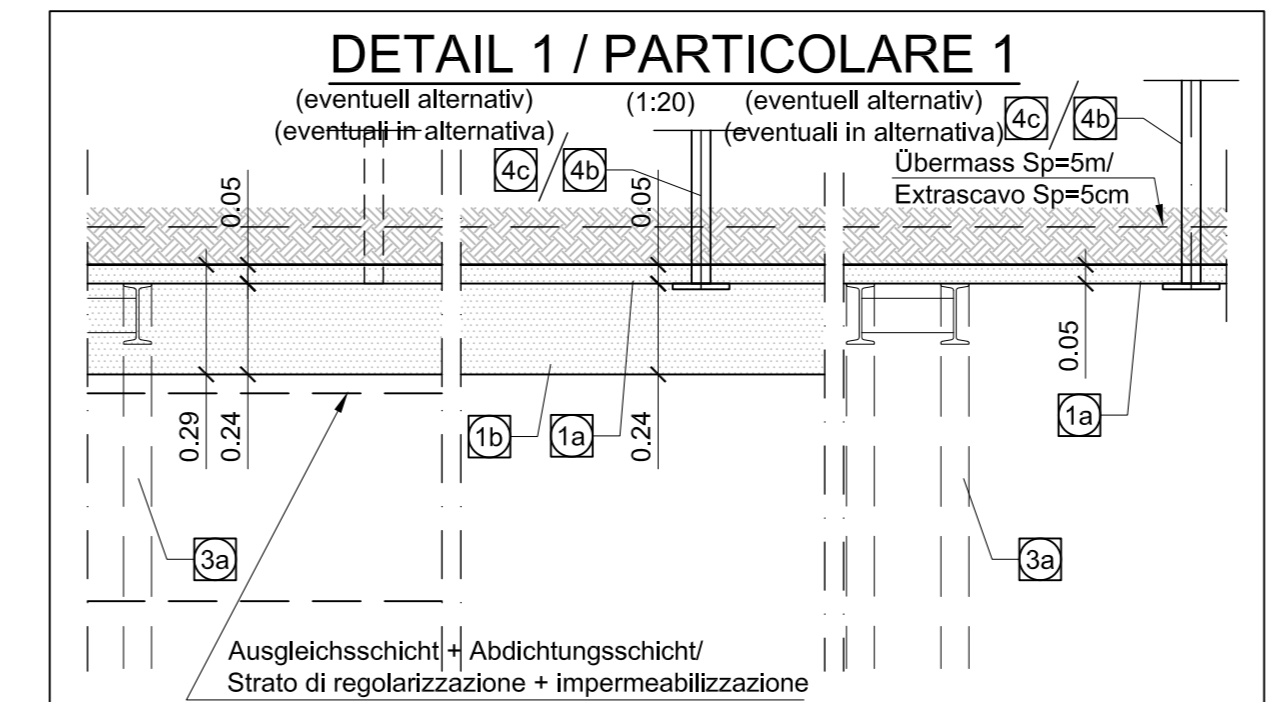 DETAIL 1 / PARTICOLARE 1
(eventuell alternativ)
(1:20)
(eventuell alternativ)
(eventuali in alternativa)
(eventuali in alternativa)
4c
4b
4c
4b
Übermass Sp=5m/
Extrascavo Sp=5cm
0.05
0.05
0.05
0.29
0.24
1b
1a
0.24
1a
3a
3a
Ausgleichsschicht + Abdichtungsschicht/
Strato di regolarizzazione + impermeabilizzazione